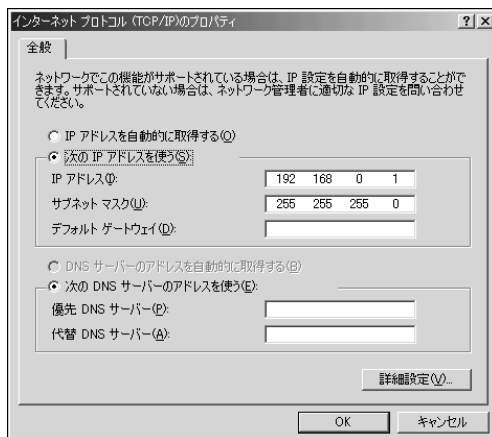 インターネット プロトコル (TCP/IP)のプロパティ
全般
ネットワークでこの機能がサポートされている場合は、IP 設定を自動的に取得することがで
きます。サポートされていない場合は、ネットワーク管理者に適切な IP 設定を問い合わせ
てください。
IP アドレスを自動的に取得する(O)
次の IP アドレスを使う(S):
IP アドレス(I): 192 168 0 1
サブネット マスク(U): 255 255 255 0
デフォルト ゲートウェイ(D):
DNS サーバーのアドレスを自動的に取得する(B)
次の DNS サーバーのアドレスを使う(E):
優先 DNS サーバー(P):
代替 DNS サーバー(A):
詳細設定(V)...
OK キャンセル